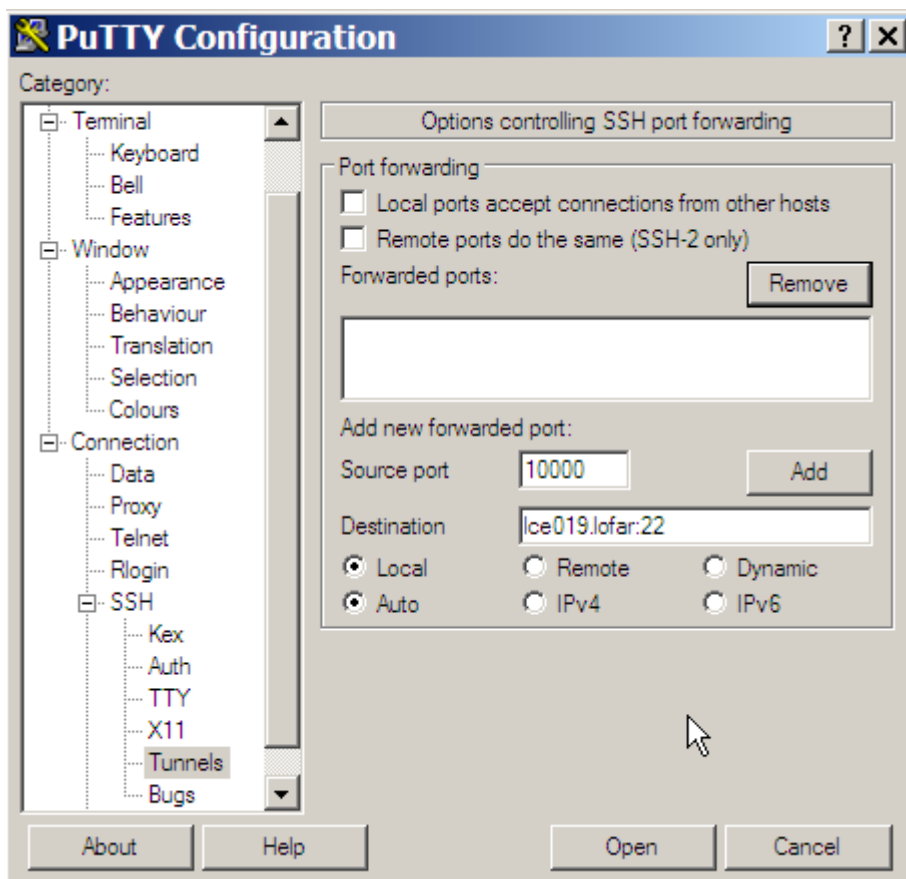 PuTTY Configuration
Category:
Terminal
Keyboard
Bell
Features
Window
Appearance
Behaviour
Translation
Selection
Colours
Connection
Data
Proxy
Telnet
Rlogin
SSH
Kex
Auth
TTY
X11
Tunnels
Bugs
Options controlling SSH port forwarding
Port forwarding
Local ports accept connections from other hosts
Remote ports do the same (SSH-2 only)
Forwarded ports:
Remove
Add new forwarded port:
Source port 10000 Add
Destination lce019.lofar:22
Local Remote Dynamic
Auto IPv4 IPv6
About Help Open Cancel